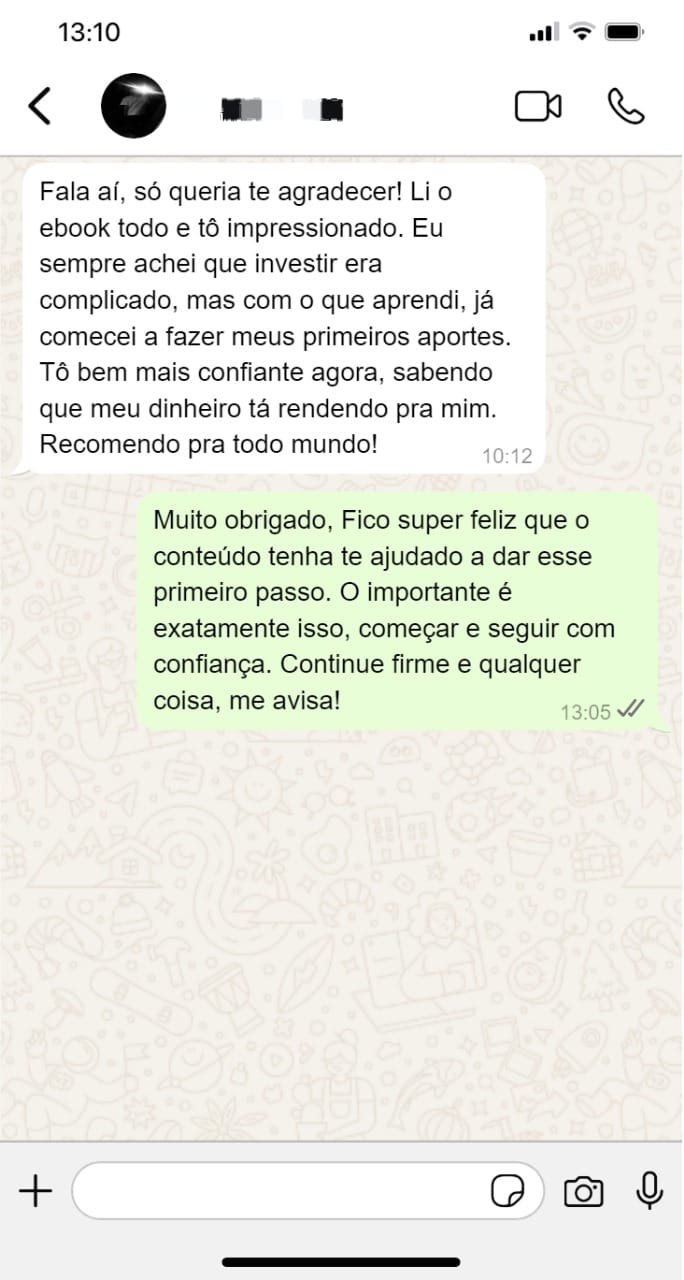 13:10
Fala aí, só queria te agradecer! Li o
ebook todo e tô impressionado. Eu
sempre achei que investir era
complicado, mas com o que aprendi, já
comecei a fazer meus primeiros aportes.
Tô bem mais confiante agora, sabendo
que meu dinheiro tá rendendo pra mim.
Recomendo pra todo mundo!
10:12
Muito obrigado, Fico super feliz que o
conteúdo tenha te ajudado a dar esse
primeiro passo. O importante é
exatamente isso, começar e seguir com
confiança. Continue firme e qualquer
coisa, me avisa!
13:05